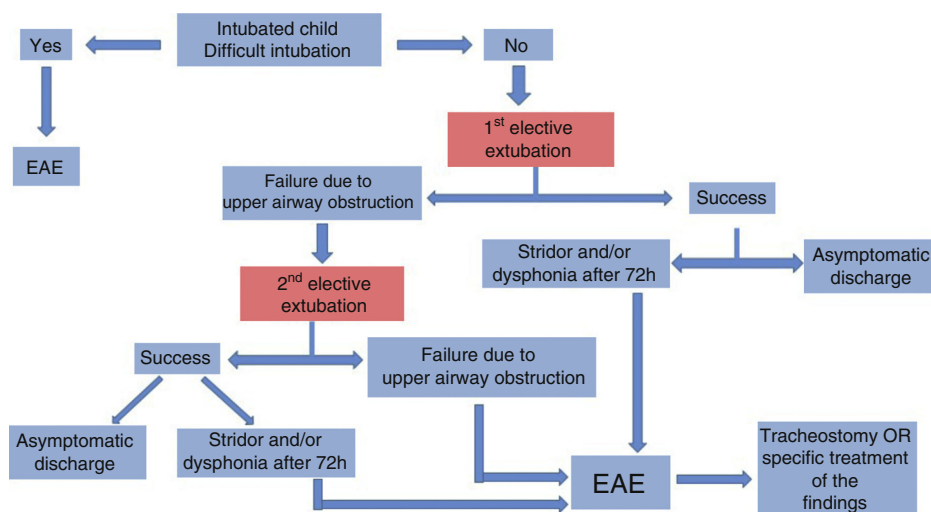 Intubated child
Difficult intubation
Yes
No
EAE
1st elective
extubation
Failure due to
upper airway obstruction
Success
Stridor and/or
dysphonia after 72h
Asymptomatic
discharge
2nd elective
extubation
Success
Failure due to
upper airway obstruction
Asymptomatic
discharge
Stridor and/or
dysphonia after 72h
EAE
Tracheostomy OR
specific treatment
of the
findings